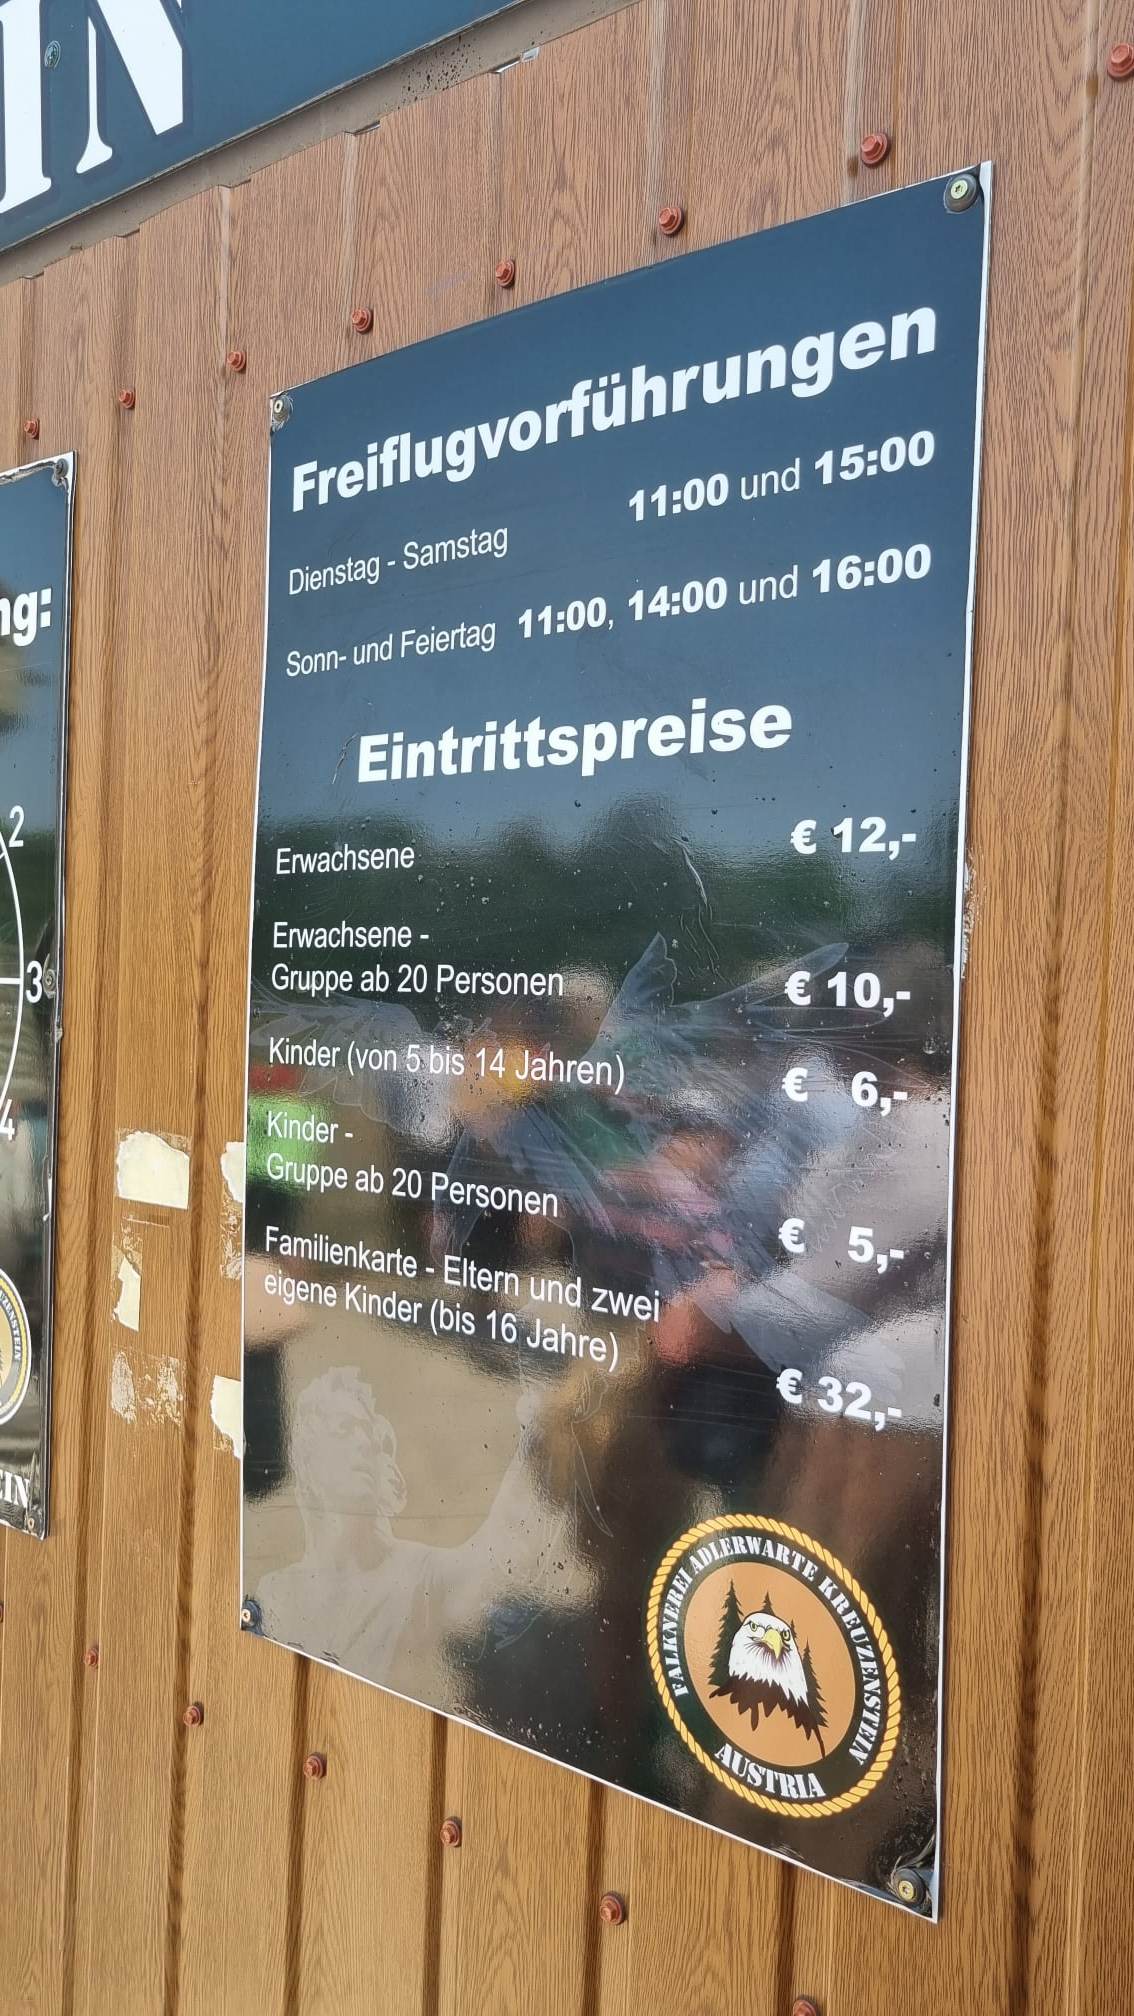 IN
ng:
2
3
4
Freiflugvorführungen
Dienstag - Samstag 11:00 und 15:00
Sonn- und Feiertag 11:00, 14:00 und 16:00
Eintrittspreise
Erwachsene € 12,-
Erwachsene -
Gruppe ab 20 Personen € 10,-
Kinder (von 5 bis 14 Jahren) € 6,-
Kinder -
Gruppe ab 20 Personen € 5,-
Familienkarte - Eltern und zwei
eigene Kinder (bis 16 Jahre) € 32,-
FALKNEREI ADLERWARTE KREUZENSTEIN
AUSTRIA
EIN